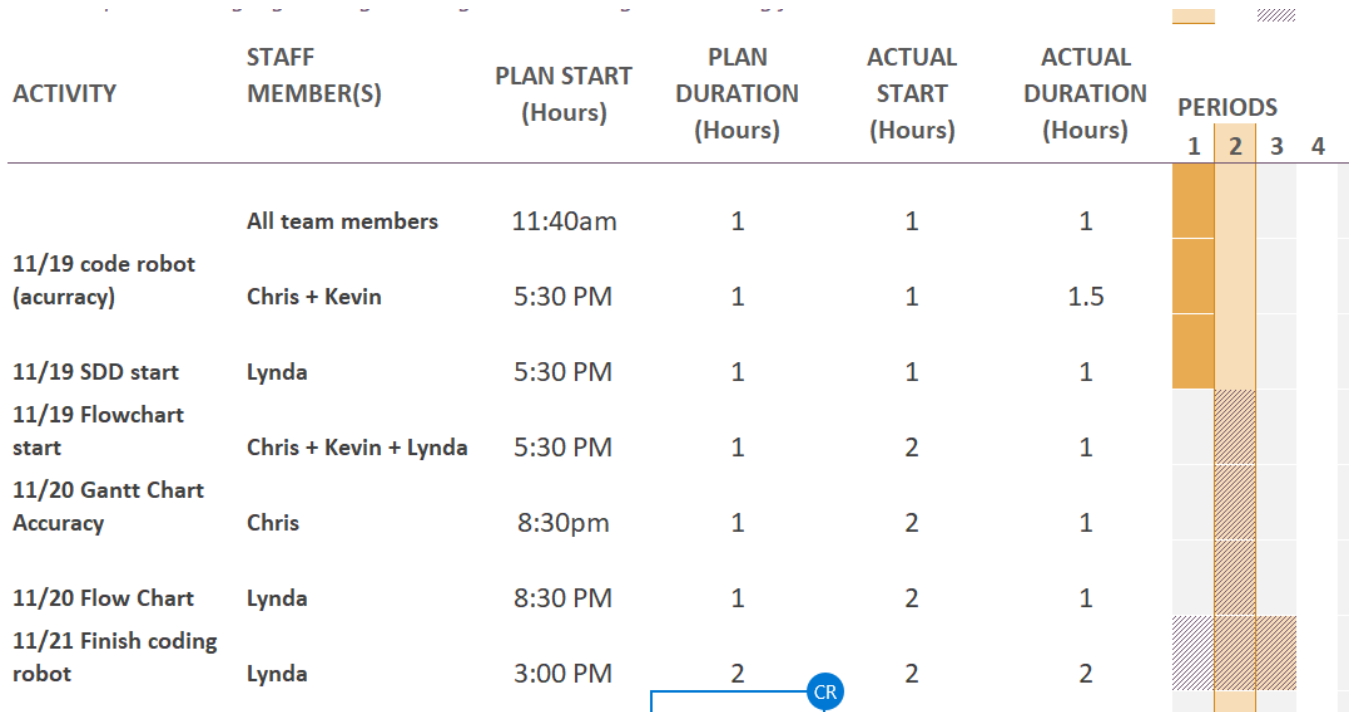 ACTIVITY
STAFF
MEMBER(S)
PLAN START
(Hours)
PLAN
DURATION
(Hours)
ACTUAL
START
(Hours)
ACTUAL
DURATION
(Hours)
PERIODS
1 2 3 4
All team members 11:40am 1 1 1
11/19 code robot
(acurracy) Chris + Kevin 5:30 PM 1 1 1.5
11/19 SDD start Lynda 5:30 PM 1 1 1
11/19 Flowchart
start Chris + Kevin + Lynda 5:30 PM 1 2 1
11/20 Gantt Chart
Accuracy Chris 8:30pm 1 2 1
11/20 Flow Chart Lynda 8:30 PM 1 2 1
11/21 Finish coding
robot Lynda 3:00 PM 2 2 2
CR